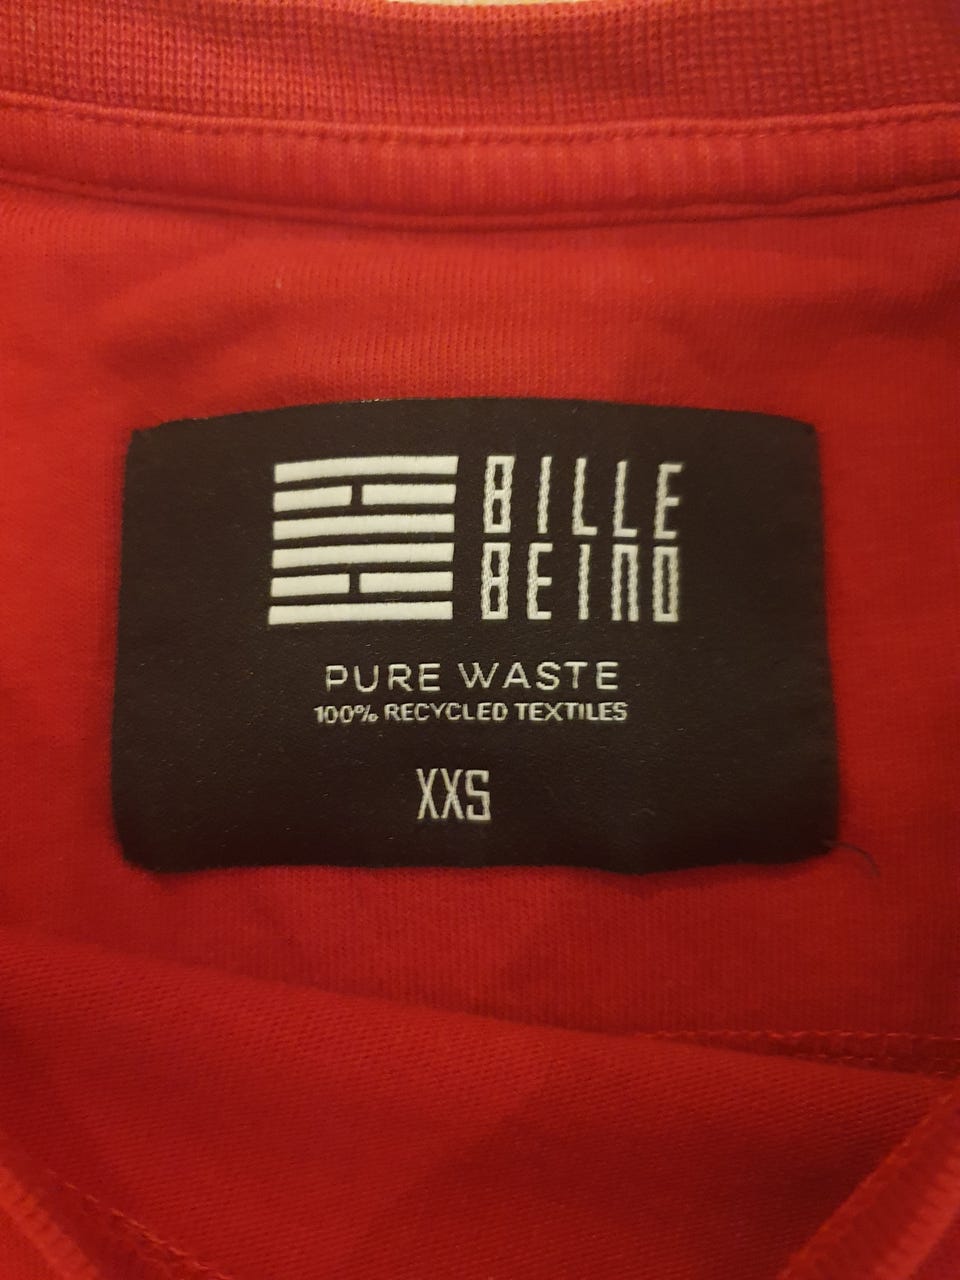 BILLE
BEINO
PURE WASTE
100% RECYCLED TEXTILES
XXS